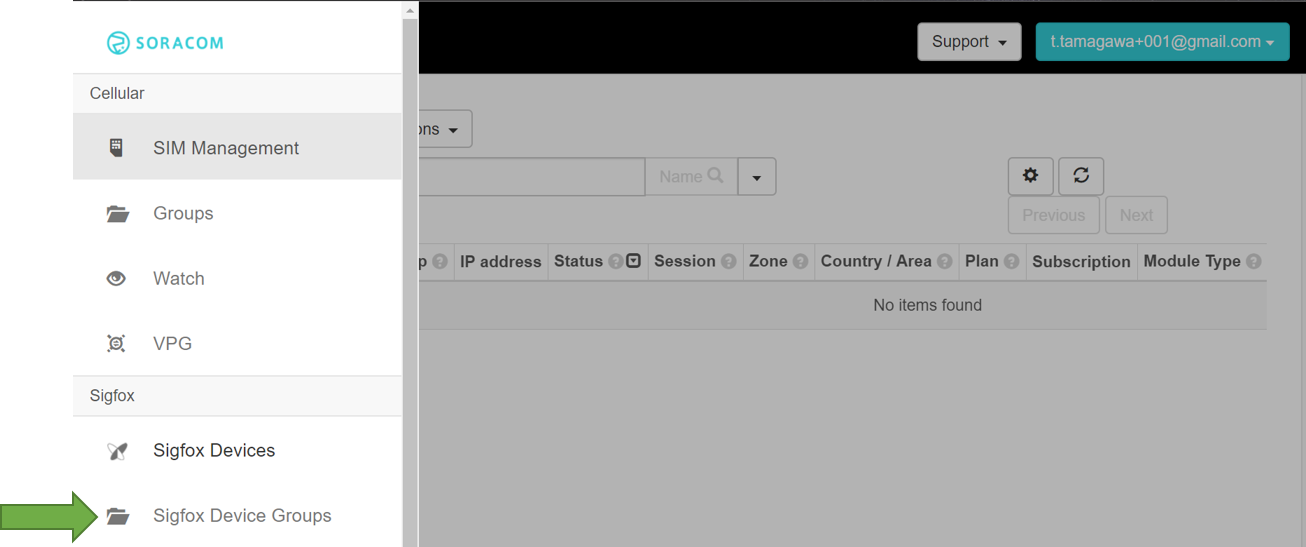 SORACOM
Support
t.tamagawa+001@gmail.com
Cellular
SIM Management
Groups
Watch
VPG
Sigfox
Sigfox Devices
Sigfox Device Groups
ons
Name
Previous Next
p IP address Status Session Zone Country / Area Plan Subscription Module Type
No items found